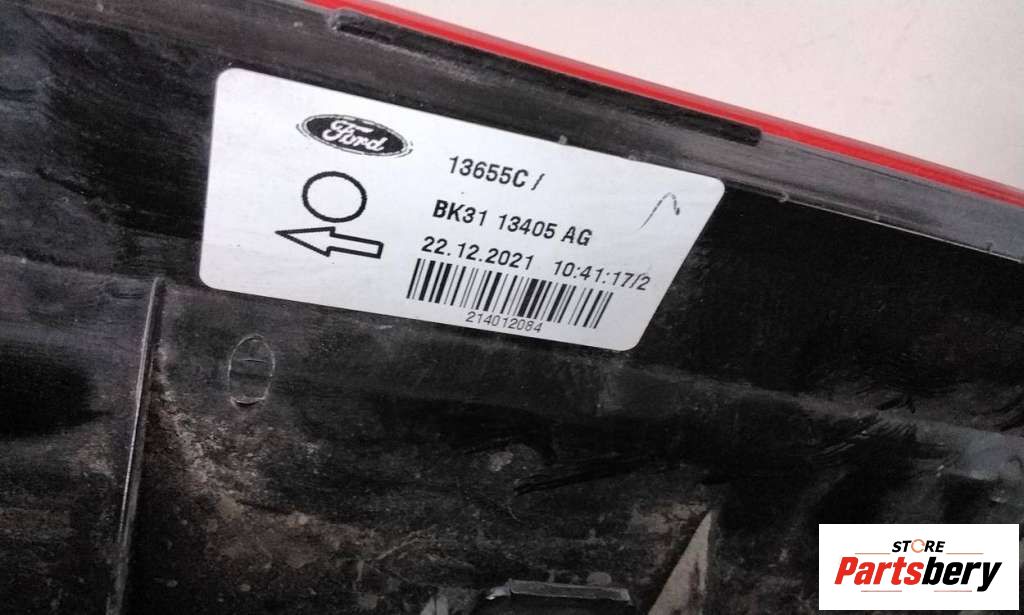 Ford
13655C /
BK31 13405 AG
22.12.2021 10:41:17/2
214012084
STORE
Partsbery